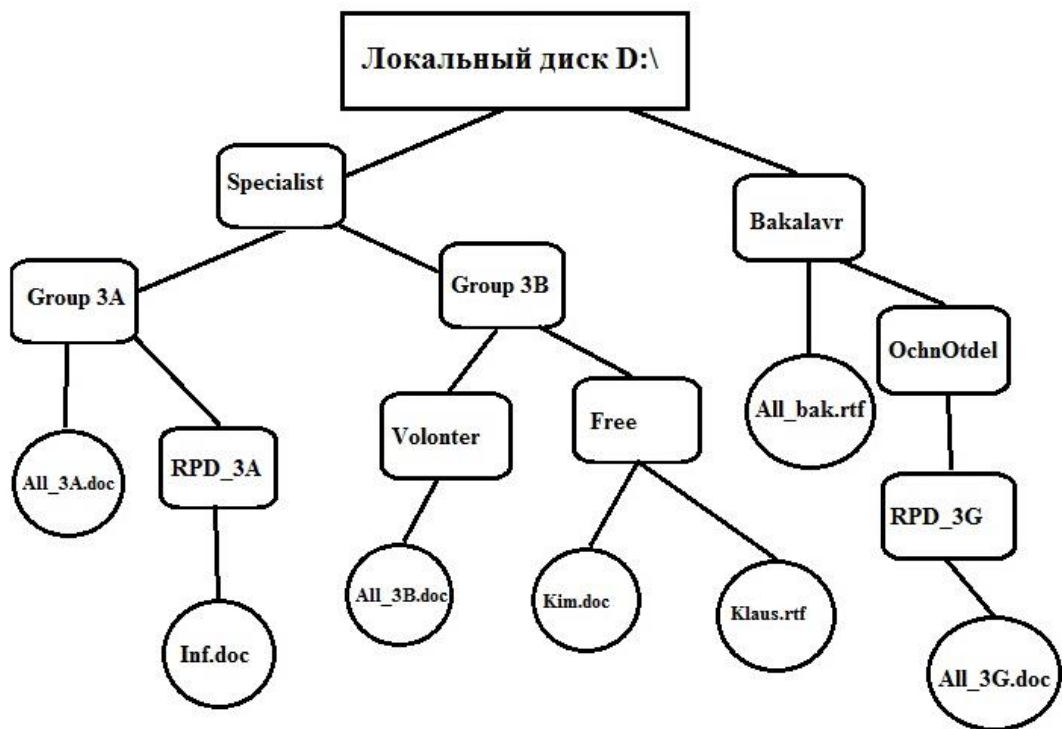 Локальный диск D:\
Specialist
Bakalavr
Group 3A
Group 3B
OchnOtdel
All_bak.rtf
Volonter
Free
All_3A.doc
RPD_3A
RPD_3G
All_3B.doc
Kim.doc
Klaus.rtf
Inf.doc
All_3G.doc